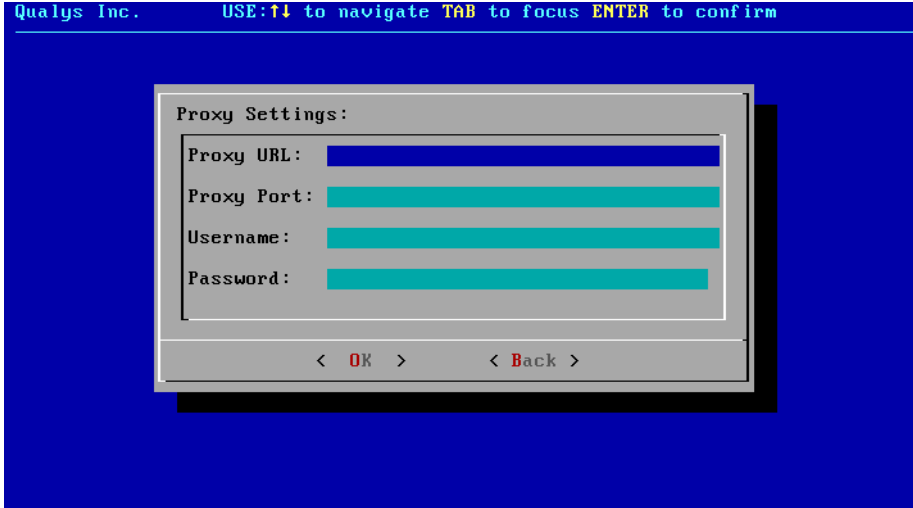 Qualys Inc. USE:↑↓ to navigate TAB to focus ENTER to confirm
Proxy Settings:
Proxy URL:
Proxy Port:
Username:
Password:
< OK > < Back >